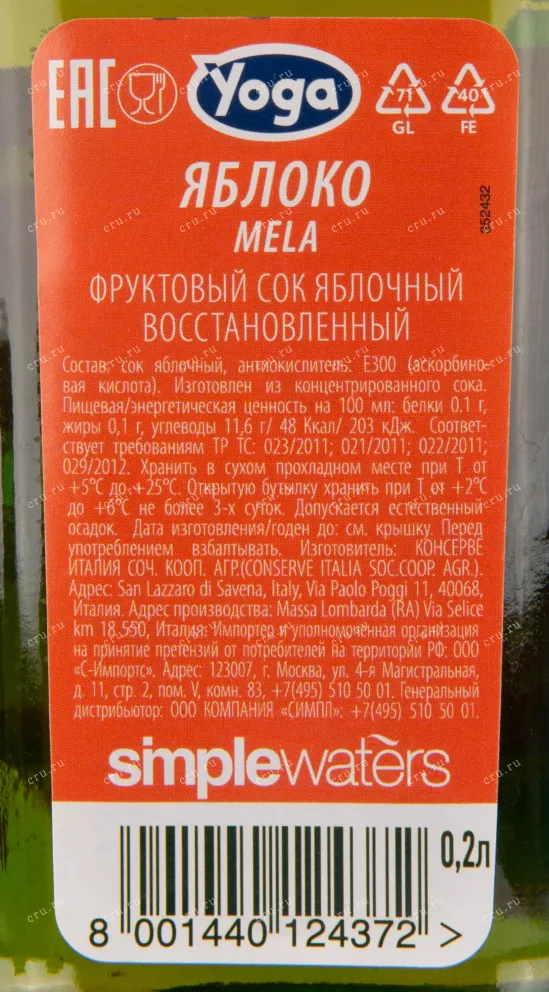 EAC Yoga 71 40
GL FE
ЯБЛОКО
MELA
352432
ФРУКТОВЫЙ СОК ЯБЛОЧНЫЙ
ВОССТАНОВЛЕННЫЙ
Состав: сок яблочный, антиокислитель: Е300 (аскорбино-
вая кислота). Изготовлен из концентрированного сока.
Пищевая/энергетическая ценность на 100 мл: белки 0.1 г,
жиры 0,1 г, углеводы 11,6 г/ 48 Ккал/ 203 кДж. Соответ-
ствует требованиям ТР ТС: 023/2011; 021/2011; 022/2011;
029/2012. Хранить в сухом прохладном месте при Т от
+5°С до +25°С. Открытую бутылку хранить при Т от +2°С
до +6°С не более 3-х суток. Допускается естественный
осадок. Дата изготовления/годен до: см. крышку. Перед
употреблением взбалтывать. Изготовитель: КОНСЕРВЕ
ИТАЛИЯ СОЧ. КООП. АГР.(CONSERVE ITALIA SOC.COOP. AGR.).
Адрес: San Lazzaro di Savena, Italy, Via Paolo Poggi 11, 40068,
Италия. Адрес производства: Massa Lombarda (RA) Via Selice
km 18.550, Италия. Импортер и уполномоченная организация
на принятие претензий от потребителей на территории РФ: ООО
«С-Импортс». Адрес: 123007, г. Москва, ул. 4-я Магистральная,
д. 11, стр. 2, пом. V, комн. 83, +7(495) 510 50 01. Генеральный
дистрибьютор: ООО КОМПАНИЯ «СИМПЛ»: +7(495) 510 50 01.
simplewaters
0,2л
8 001440 124372 >
cru.ru